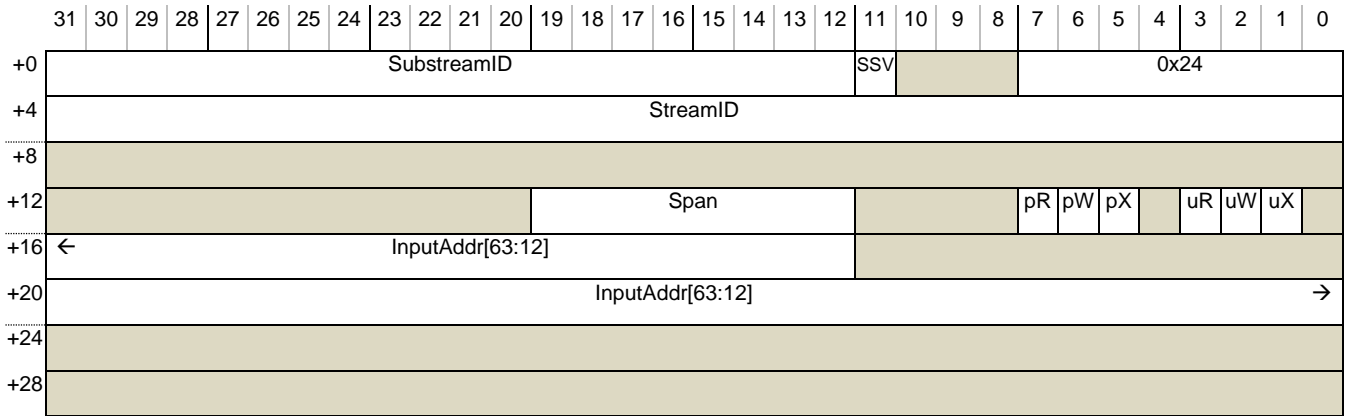 31 30 29 28 27 26 25 24 23 22 21 20 19 18 17 16 15 14 13 12 11 10 9 8 7 6 5 4 3 2 1 0
+0 SubstreamID SSV 0x24
+4 StreamID
+8
+12 Span pR pW pX uR uW uX
+16 ← InputAddr[63:12]
+20 InputAddr[63:12] →
+24
+28